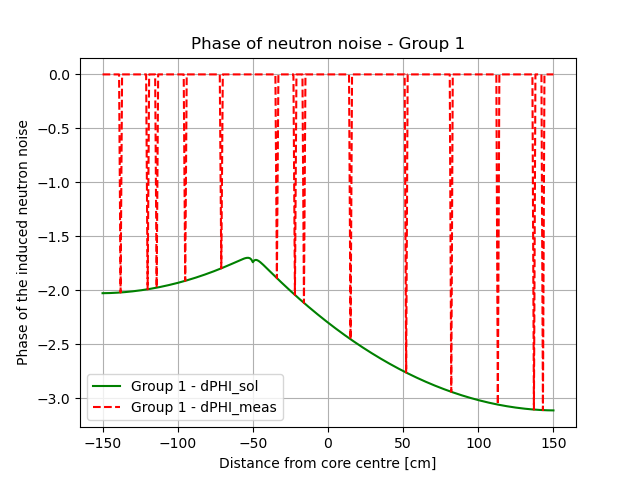 Phase of neutron noise - Group 1
Phase of the induced neutron noise
0.0
−0.5
−1.0
−1.5
−2.0
−2.5
−3.0
Group 1 - dPHI_sol
Group 1 - dPHI_meas
−150
−100
−50
0
50
100
150
Distance from core centre [cm]